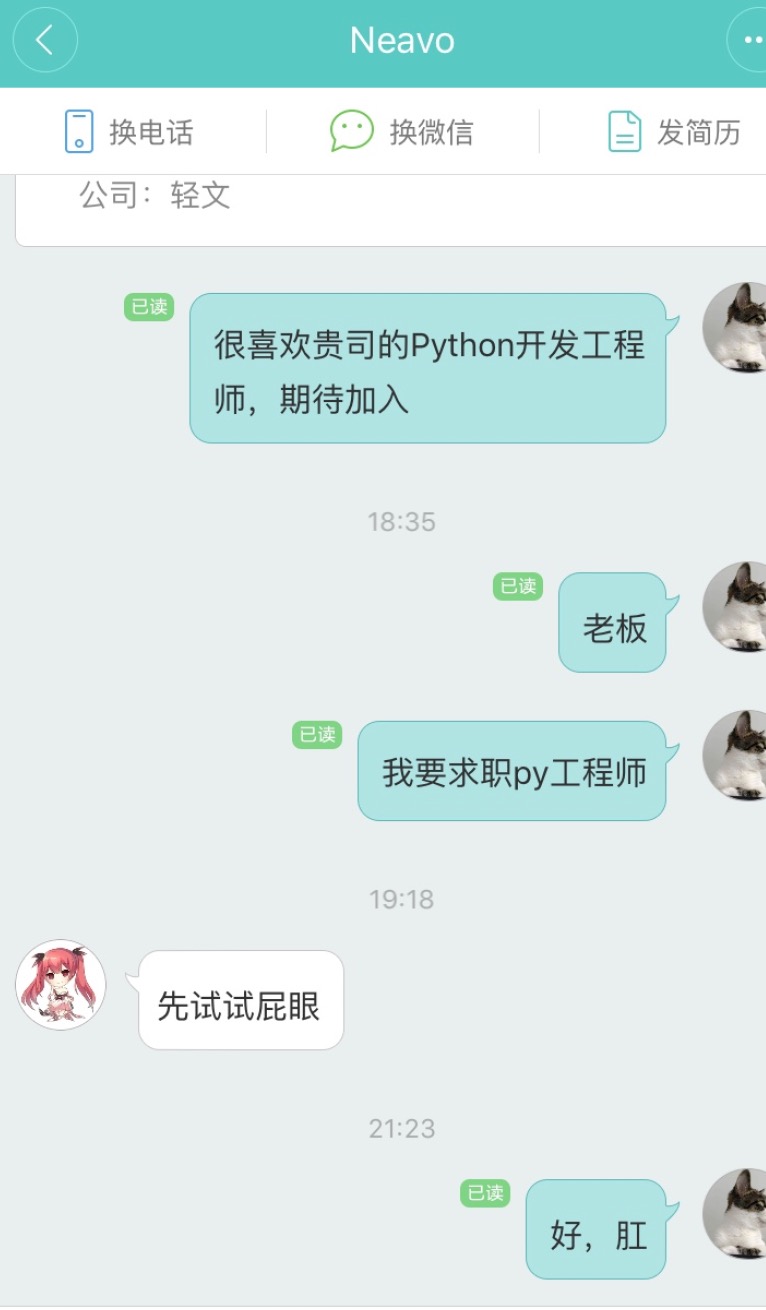 Neavo
换电话
换微信
发简历
公司：轻文
已读
很喜欢贵司的Python开发工程
师，期待加入
18:35
已读
老板
已读
我要求职py工程师
19:18
先试试屁眼
21:23
已读
好，肛